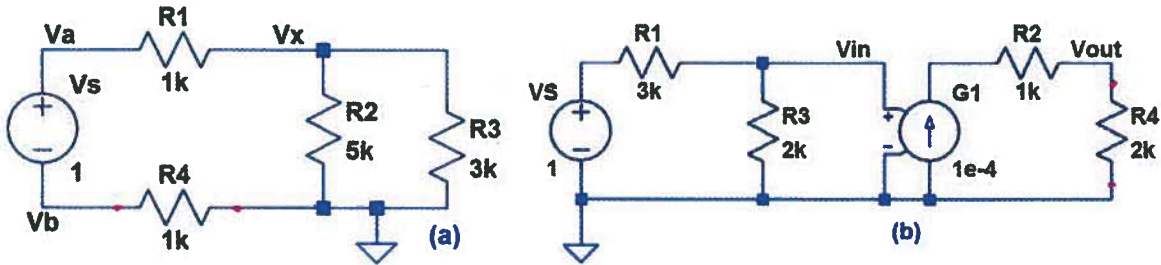 R1
Va
Vx
1k
Vs
+
R2
5k
R3
3k
−
1
R4
Vb
1k
(a)
R1
3k
Vin
R2
1k
Vout
VS
+
R3
2k
+
G1
R4
2k
−
1
-
1e-4
(b)